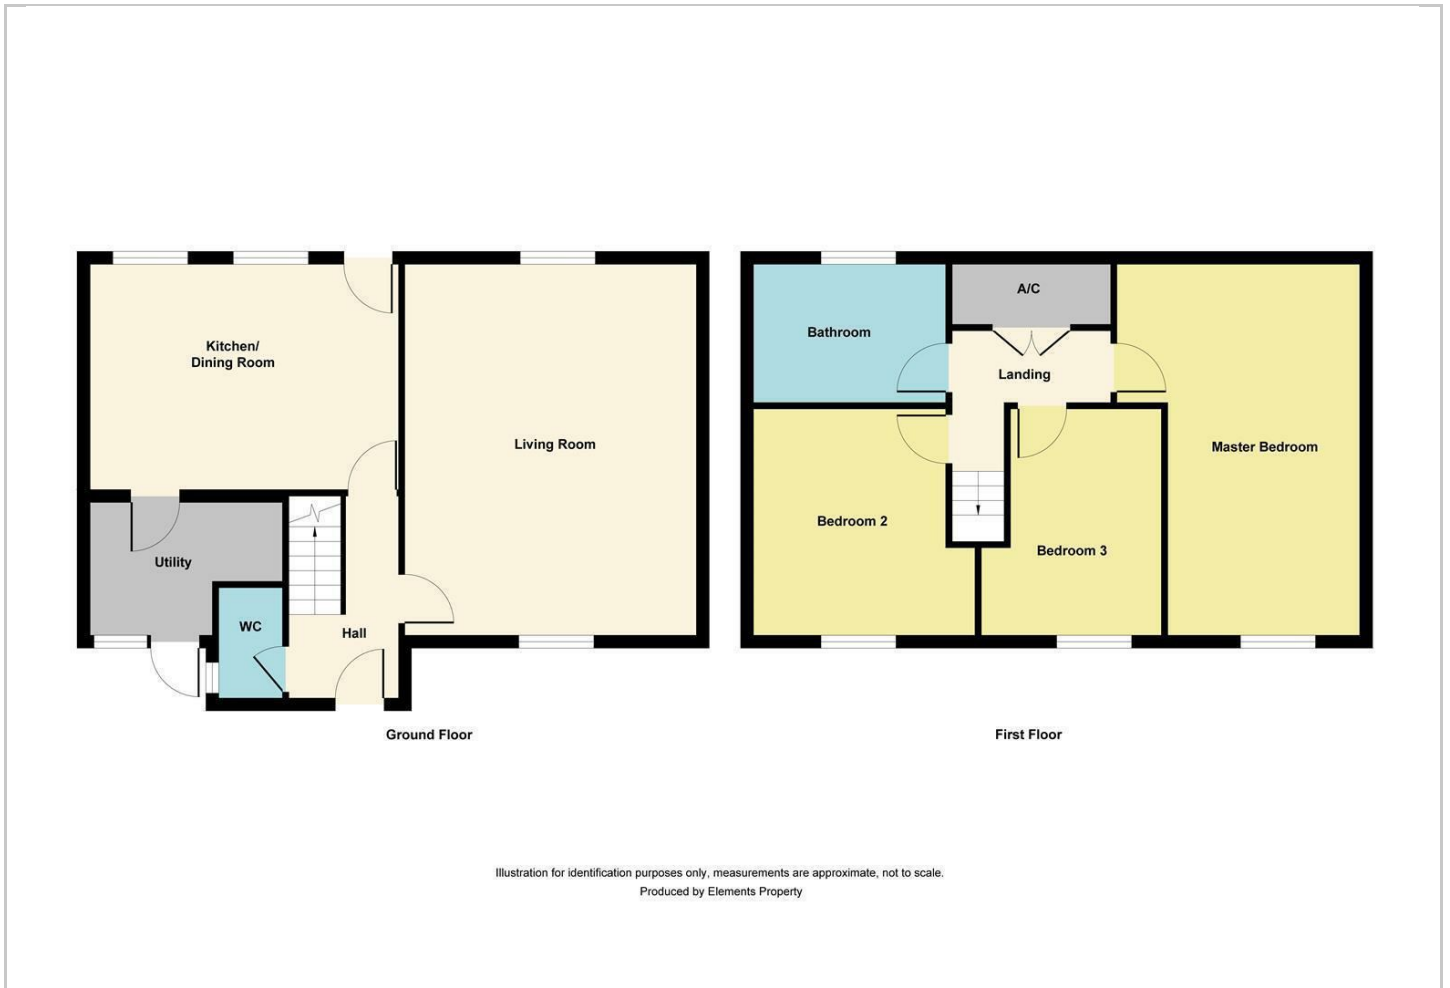 Kitchen/
Dining Room
Living Room
Utility
WC
Hall
Ground Floor
A/C
Bathroom
Landing
Master Bedroom
Bedroom 2
Bedroom 3
First Floor
Illustration for identification purposes only, measurements are approximate, not to scale.
Produced by Elements Property